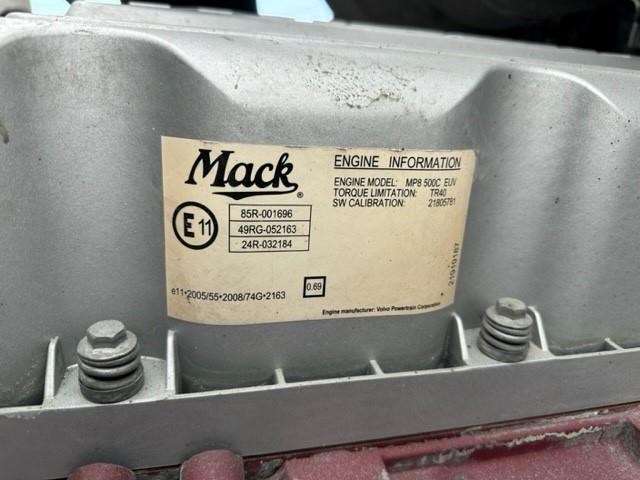 Mack®
ENGINE INFORMATION
ENGINE MODEL: MP8 500C EUV
TORQUE LIMITATION: TR40
SW CALIBRATION: 21805781
E 11
85R-001696
49RG-052163
24R-032184
21919187
e11•2005/55•2008/74G•2163
0.69
Engine manufacturer: Volvo Powertrain Corporation